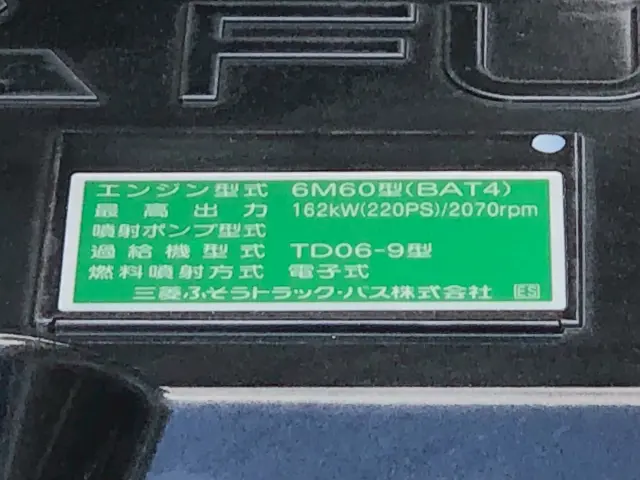 FU
エンジン型式 6M60型(BAT4)
最高出力 162kW(220PS)/2070rpm
噴射ポンプ型式
過給機型式 TD06-9型
燃料噴射方式 電子式
三菱ふそうトラック・バス株式会社 ES